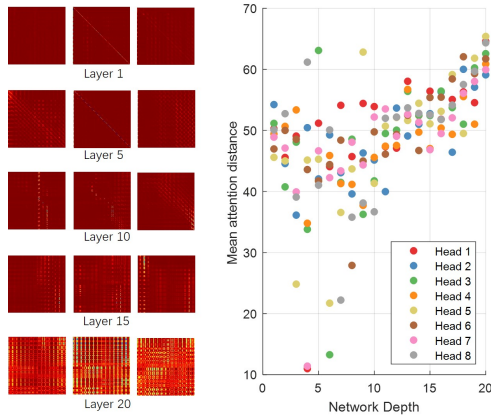 Layer 1
Layer 5
Layer 10
Layer 15
Layer 20
Mean attention distance
70
60
50
40
30
20
10
0
5
10
15
20
Network Depth
Head 1
Head 2
Head 3
Head 4
Head 5
Head 6
Head 7
Head 8